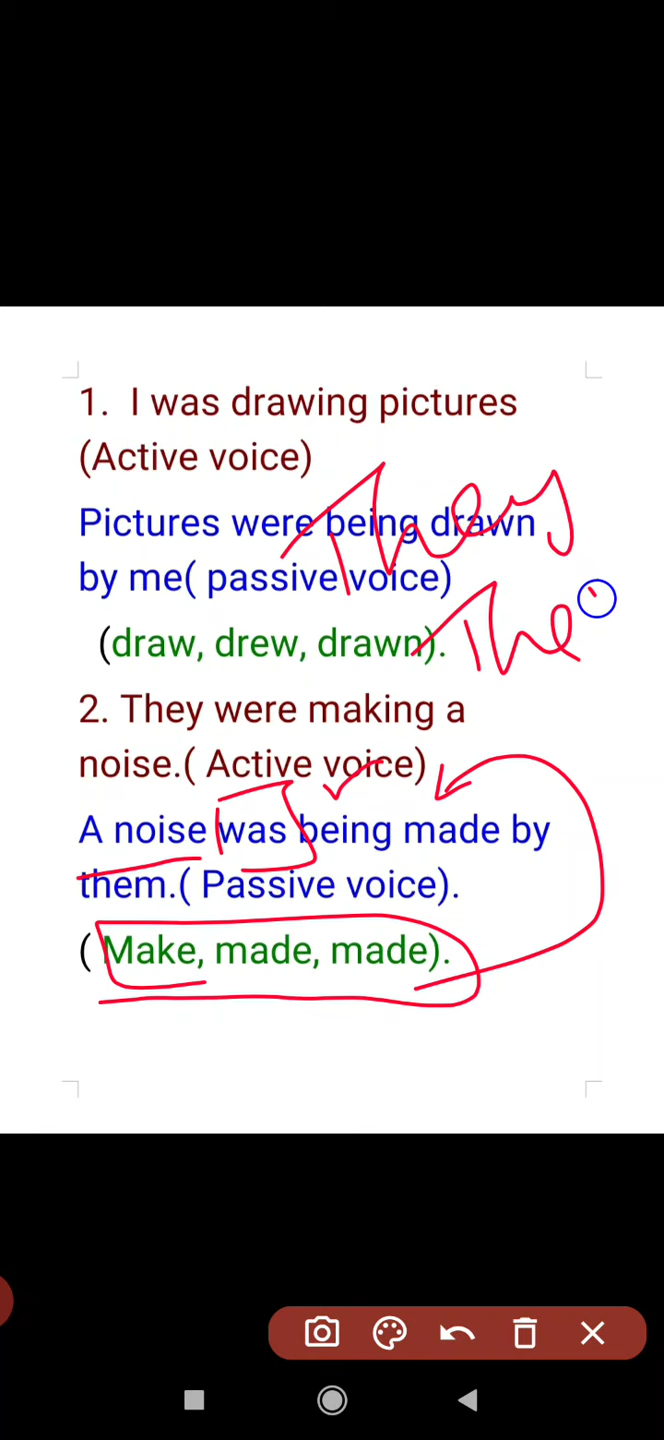 1. I was drawing pictures
(Active voice)
They
Pictures were being drawn
by me( passive voice)
The
(draw, drew, drawn).
2. They were making a
noise.( Active voice)
A noise was being made by
them.( Passive voice).
( Make, made, made).